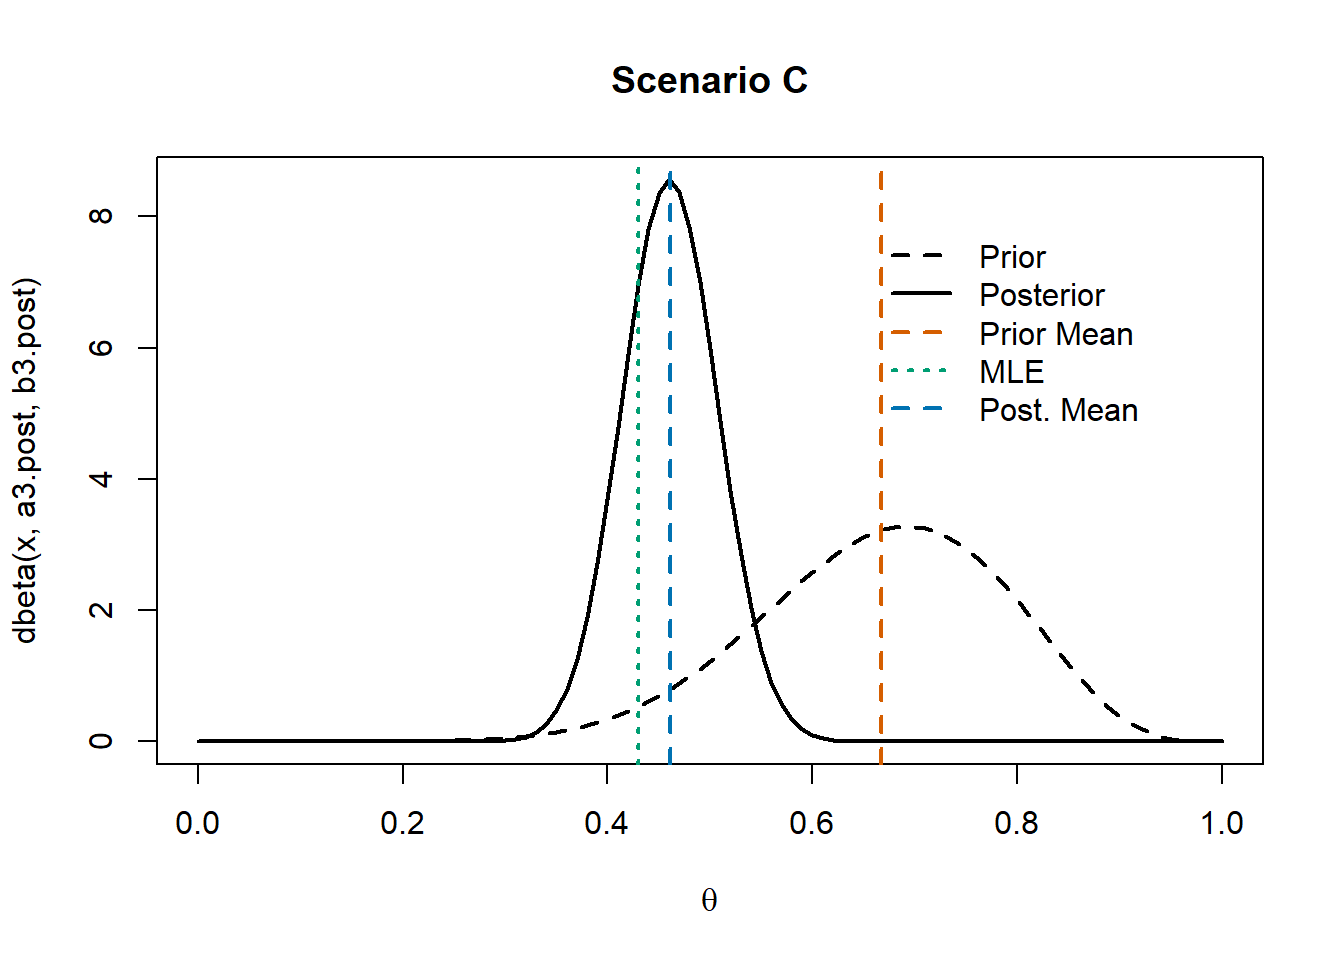 Scenario C
dbeta(x, a3.post, b3.post)
8
6
4
2
0
Prior
Posterior
Prior Mean
MLE
Post. Mean
0.0 0.2 0.4 0.6 0.8 1.0
θ